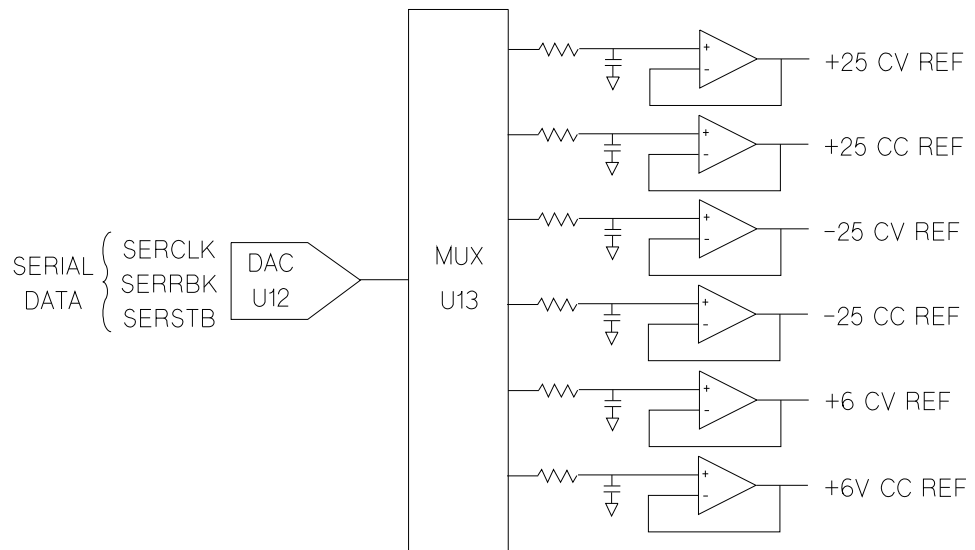 SERIAL
DATA
SERCLK
SERRBK
SERSTB
DAC
U12
MUX
U13
+
-
+25 CV REF
+
-
+25 CC REF
+
-
-25 CV REF
+
-
-25 CC REF
+
-
+6 CV REF
+
-
+6V CC REF